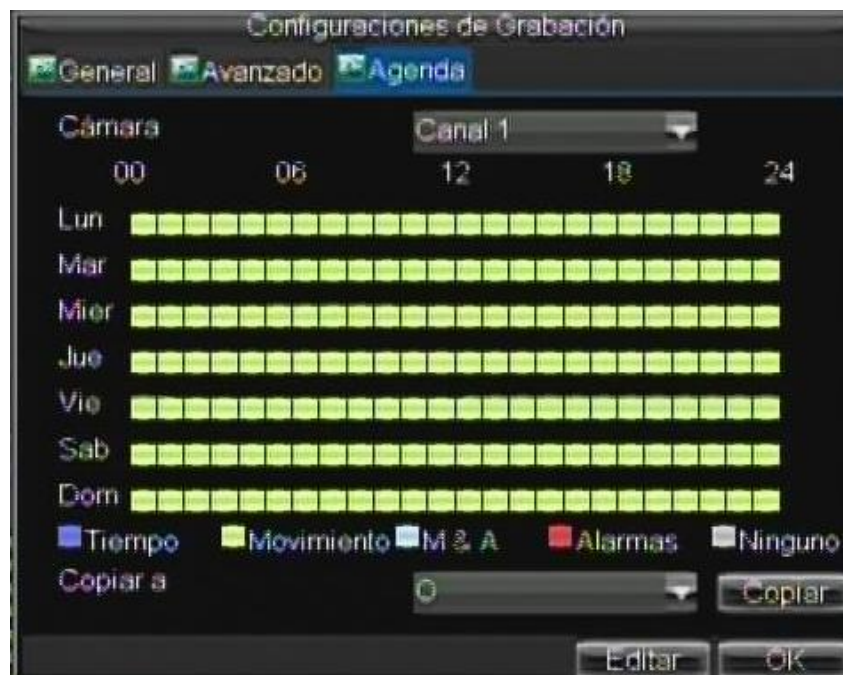 Configuraciones de Grabación
General Avanzado Agenda
Cámara Canal 1
00 06 12 18 24
Lun
Mar
Mier
Jue
Vie
Sab
Dom
Tiempo Movimiento M & A Alarmas Ninguno
Copiar a O Copiar
Editar OK